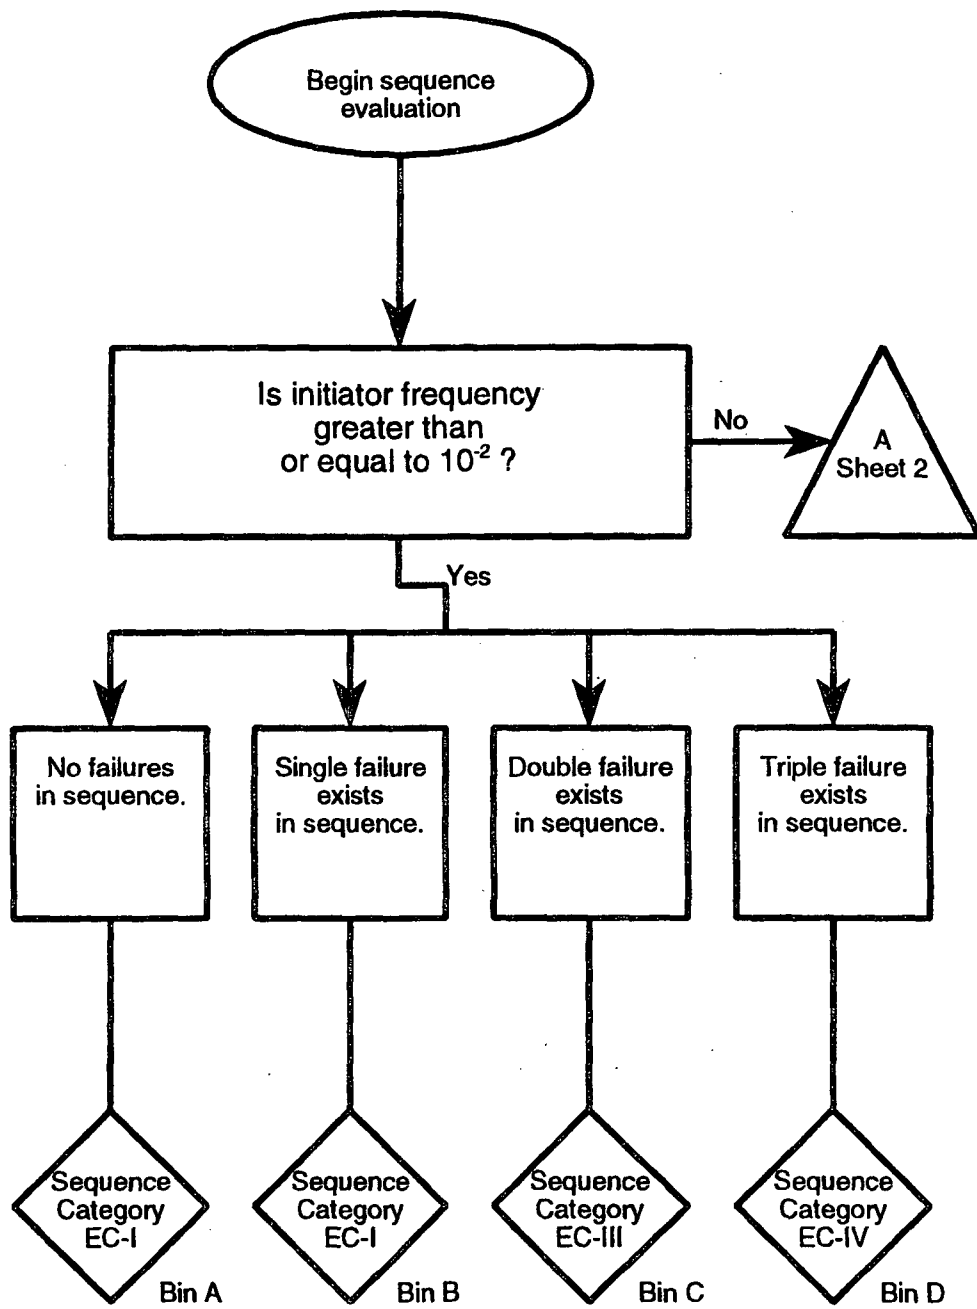 Begin sequence
evaluation
Is initiator frequency
greater than
or equal to 10⁻² ?
No
A
Sheet 2
Yes
No failures
in sequence.
Single failure
exists
in sequence.
Double failure
exists
in sequence.
Triple failure
exists
in sequence.
Sequence
Category
EC-I
Bin A
Sequence
Category
EC-I
Bin B
Sequence
Category
EC-III
Bin C
Sequence
Category
EC-IV
Bin D